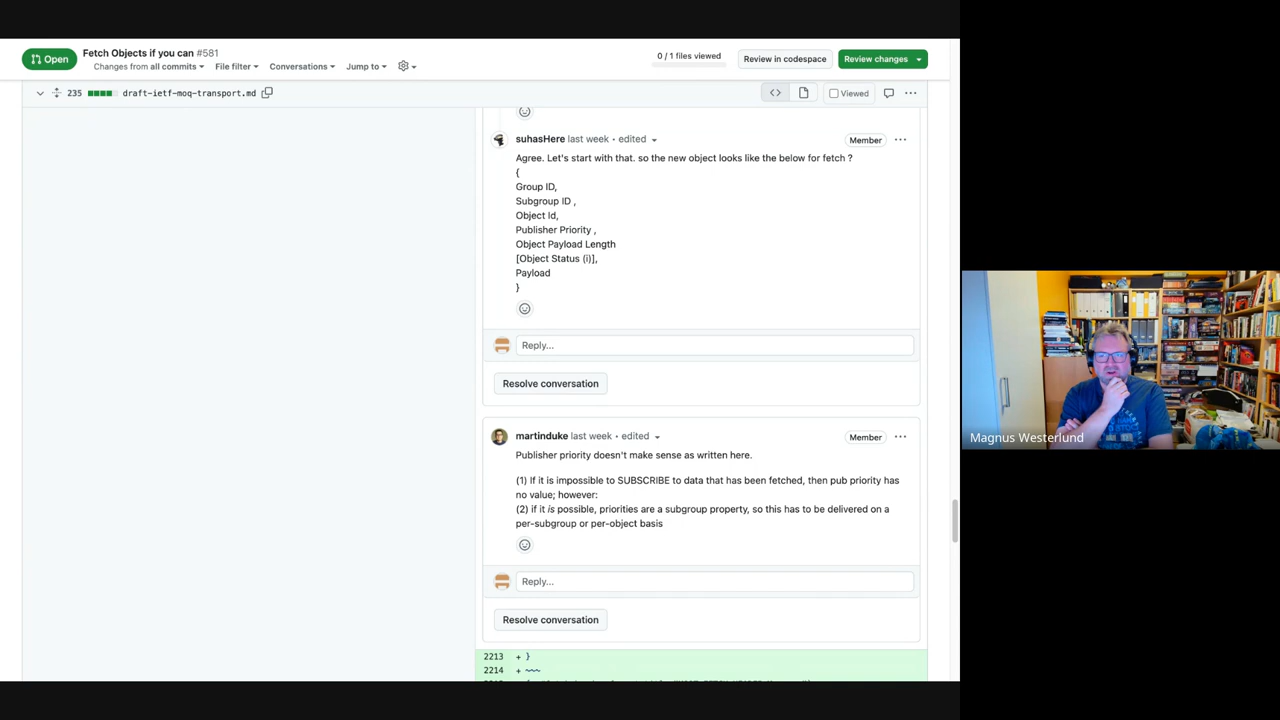 Open
Fetch Objects if you can #581
Changes from all commits
File filter
Conversations
Jump to
0 / 1 files viewed
Review in codespace
Review changes
235
draft-ietf-moq-transport.md
Viewed
suhasHere last week • edited
Member
Agree. Let's start with that. so the new object looks like the below for fetch ?
{
Group ID,
Subgroup ID ,
Object Id,
Publisher Priority ,
Object Payload Length
[Object Status (i)],
Payload
}
Reply...
Resolve conversation
martinduke last week • edited
Member
Publisher priority doesn't make sense as written here.
(1) If it is impossible to SUBSCRIBE to data that has been fetched, then pub priority has
no value; however:
(2) if it is possible, priorities are a subgroup property, so this has to be delivered on a
per-subgroup or per-object basis
Reply...
Resolve conversation
2213 + }
2214 + ~~~
Magnus Westerlund